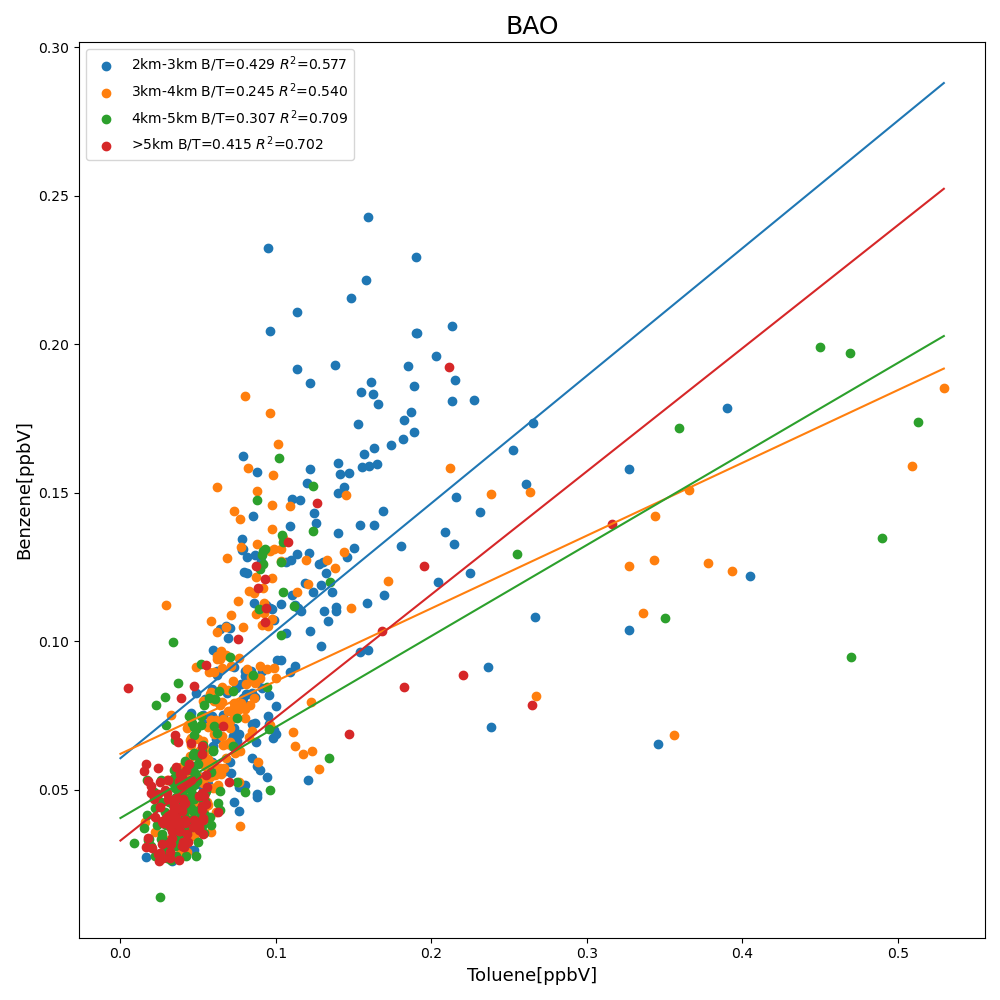 BAO
2km-3km B/T=0.429 R²=0.577
3km-4km B/T=0.245 R²=0.540
4km-5km B/T=0.307 R²=0.709
>5km B/T=0.415 R²=0.702
Benzene[ppbV]
0.30
0.25
0.20
0.15
0.10
0.05
0.0 0.1 0.2 0.3 0.4 0.5
Toluene[ppbV]